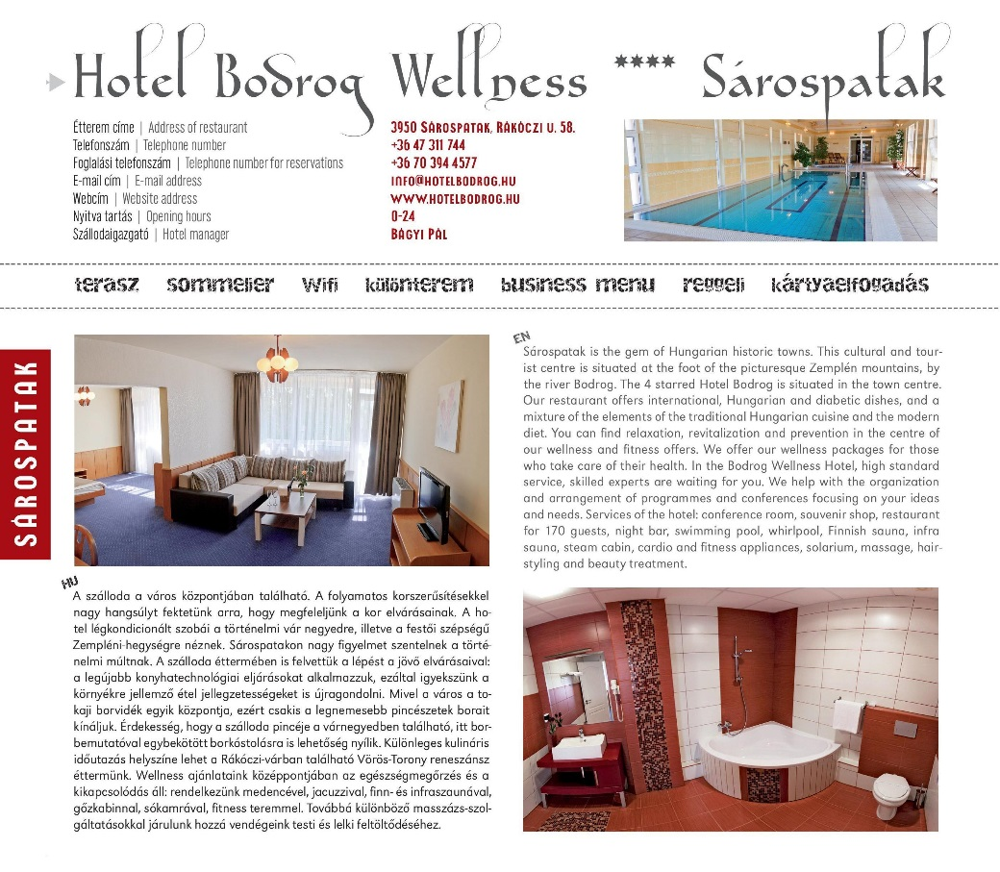 Hotel Bodrog Wellness **** Sárospatak
Étterem címe | Address of restaurant
Telefonszám | Telephone number
Foglalási telefonszám | Telephone number for reservations
E-mail cím | E-mail address
Webcím | Website address
Nyitva tartás | Opening hours
Szállodaigazgató | Hotel manager
3950 Sárospatak, Rákóczi u. 58.
+36 47 311 744
+36 70 394 4577
info@hotelbodrog.hu
www.hotelbodrog.hu
0-24
Bágyi Pál
terasz sommelier Wifi különterem business menu reggeli kártyaelfogadás
SÁROSPATAK
EN
Sárospatak is the gem of Hungarian historic towns. This cultural and tour-
ist centre is situated at the foot of the picturesque Zemplén mountains, by
the river Bodrog. The 4 starred Hotel Bodrog is situated in the town centre.
Our restaurant offers international, Hungarian and diabetic dishes, and a
mixture of the elements of the traditional Hungarian cuisine and the modern
diet. You can find relaxation, revitalization and prevention in the centre of
our wellness and fitness offers. We offer our wellness packages for those
who take care of their health. In the Bodrog Wellness Hotel, high standard
service, skilled experts are waiting for you. We help with the organization
and arrangement of programmes and conferences focusing on your ideas
and needs. Services of the hotel: conference room, souvenir shop, restaurant
for 170 guests, night bar, swimming pool, whirlpool, Finnish sauna, infra
sauna, steam cabin, cardio and fitness appliances, solarium, massage, hair-
styling and beauty treatment.
HU
A szálloda a város központjában található. A folyamatos korszerűsítésekkel
nagy hangsúlyt fektetünk arra, hogy megfeleljünk a kor elvárásainak. A ho-
tel légkondicionált szobái a történelmi vár negyedre, illetve a festői szépségű
Zempléni-hegységre néznek. Sárospatakon nagy figyelmet szentelnek a törté-
nelmi múltnak. A szálloda éttermében is felvettük a lépést a jövő elvárásaival:
a legújabb konyhatechnológiai eljárásokat alkalmazzuk, ezáltal igyekszünk a
környékre jellemző étel jellegzetességeket is újragondolni. Mivel a város a to-
kaji borvidék egyik központja, ezért csakis a legnemesebb pincészetek borait
kínáljuk. Érdekesség, hogy a szálloda pincéje a várnegyedben található, itt bor-
bemutatóval egybekötött borkóstolásra is lehetőség nyílik. Különleges kulináris
időutazás helyszíne lehet a Rákóczi-várban található Vörös-Torony reneszánsz
éttermünk. Wellness ajánlataink középpontjában az egészségmegőrzés és a
kikapcsolódás áll: rendelkezünk medencével, jacuzzival, finn- és infraszaunával,
gőzkabinnal, sókamrával, fitness teremmel. Továbbá különböző masszázs-szol-
gáltatásokkal járulunk hozzá vendégeink testi és lelki feltöltődéséhez.